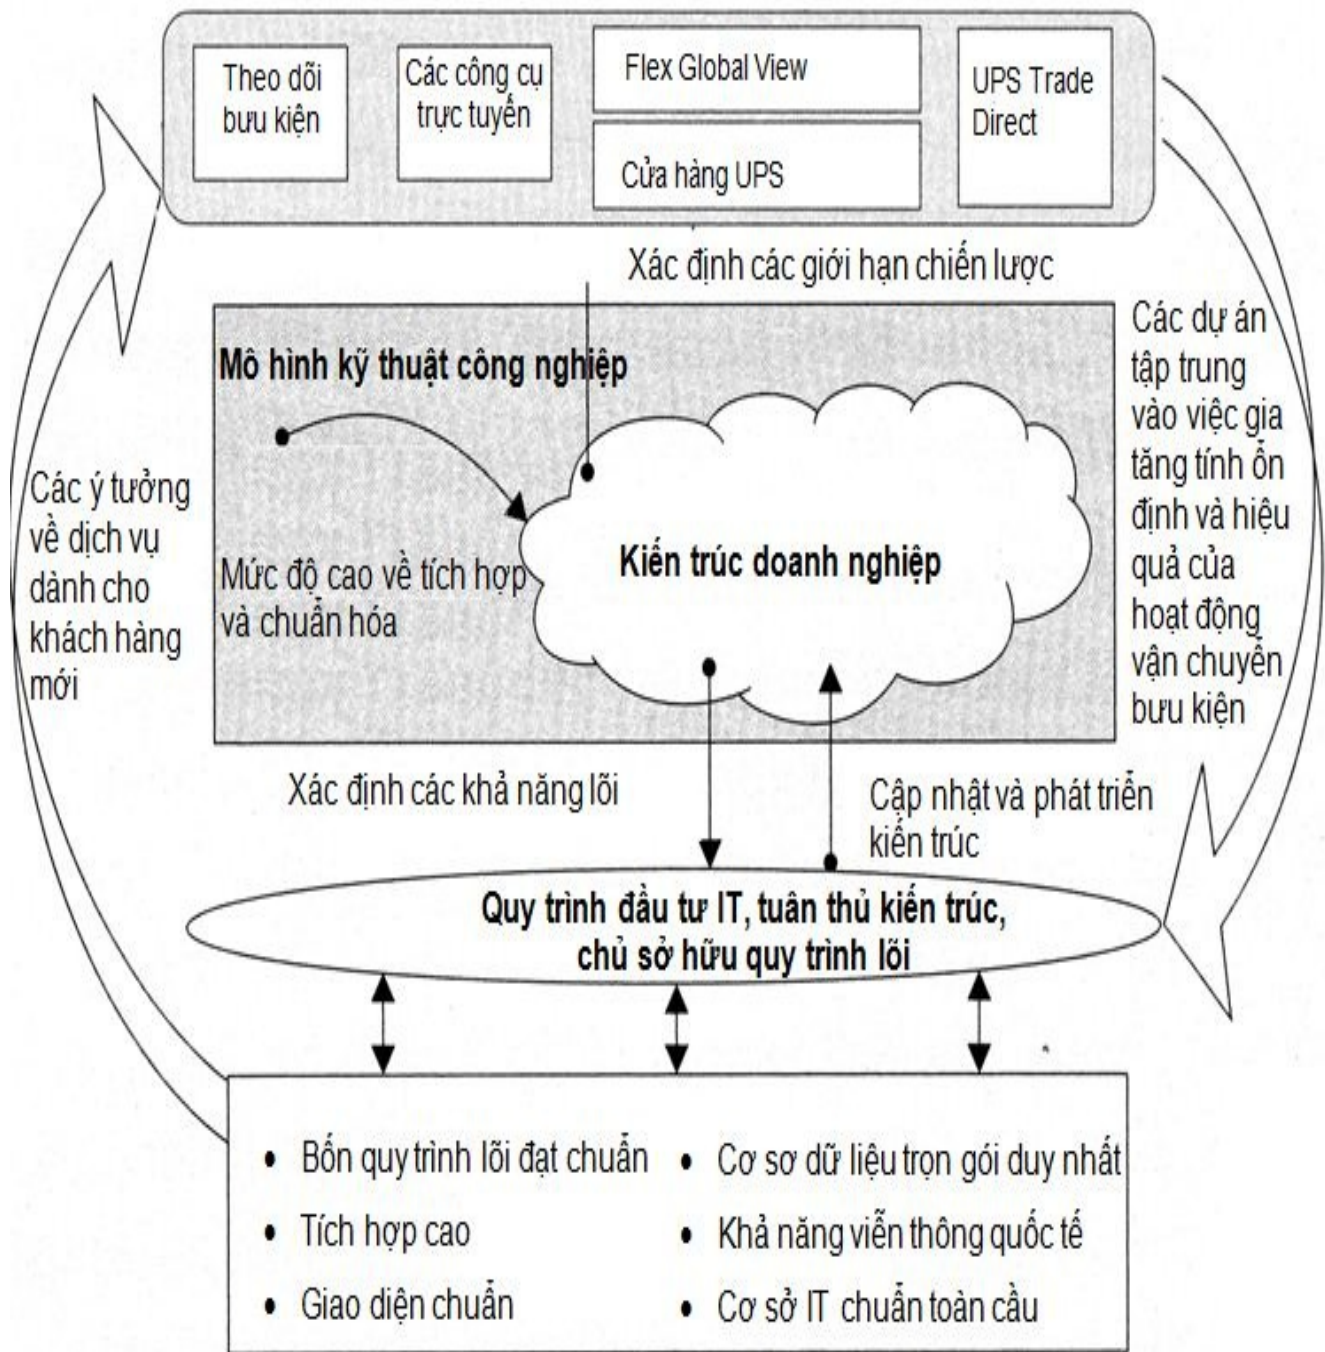 Theo dõi
bưu kiện
Các công cụ
trực tuyến
Flex Global View
Cửa hàng UPS
UPS Trade
Direct
Xác định các giới hạn chiến lược
Mô hình kỹ thuật công nghiệp
Mức độ cao về tích hợp
và chuẩn hóa
Kiến trúc doanh nghiệp
Các ý tưởng
về dịch vụ
dành cho
khách hàng
mới
Các dự án
tập trung
vào việc gia
tăng tính ổn
định và hiệu
quả của
hoạt động
vận chuyển
bưu kiện
Xác định các khả năng lõi
Cập nhật và phát triển
kiến trúc
Quy trình đầu tư IT, tuân thủ kiến trúc,
chủ sở hữu quy trình lõi
• Bốn quy trình lõi đạt chuẩn
• Tích hợp cao
• Giao diện chuẩn
• Cơ sơ dữ liệu trọn gói duy nhất
• Khả năng viễn thông quốc tế
• Cơ sở IT chuẩn toàn cầu